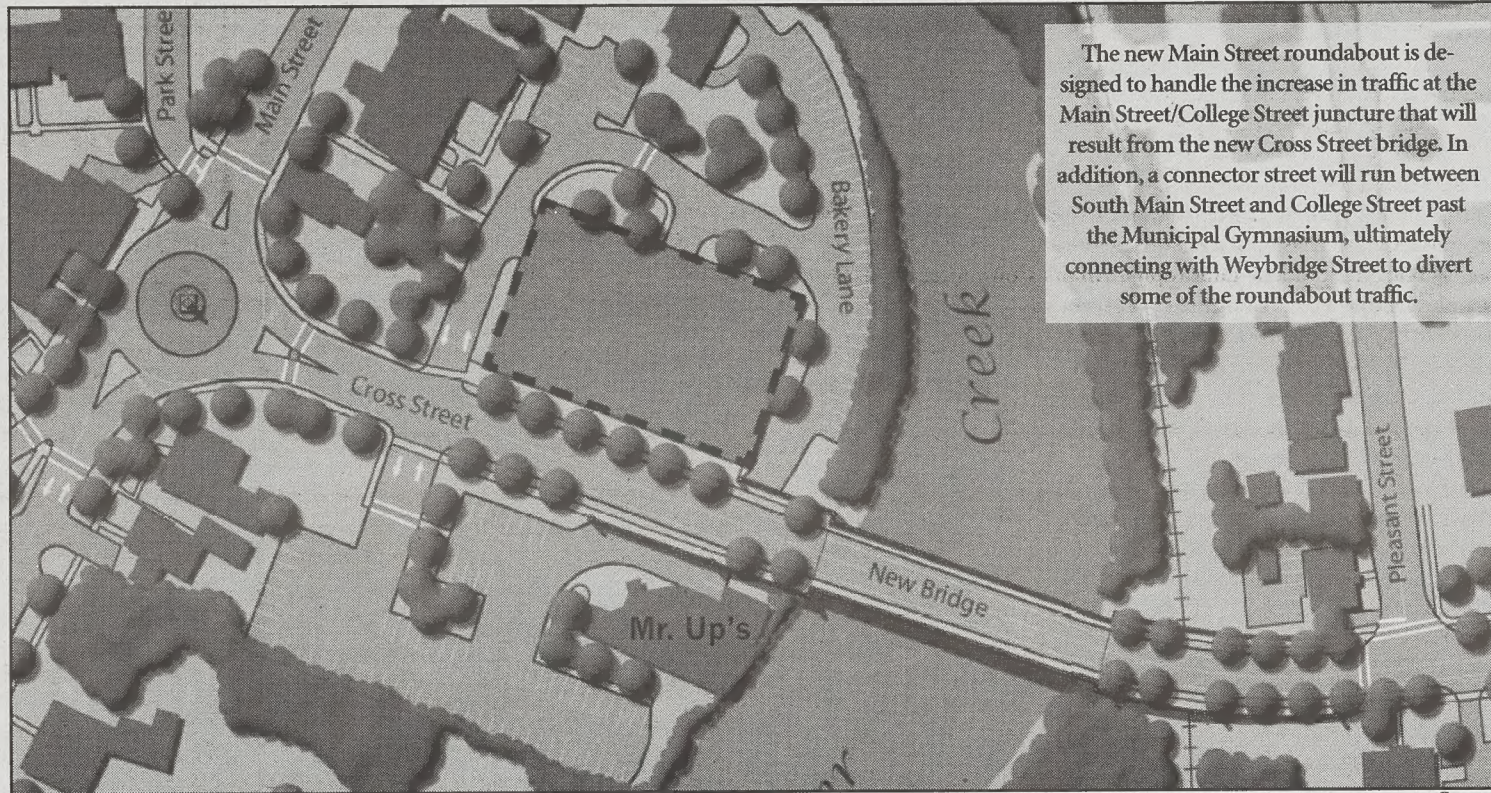 Park Stree
Main Street
The new Main Street roundabout is de-
signed to handle the increase in traffic at the
Main Street/College Street juncture that will
result from the new Cross Street bridge. In
addition, a connector street will run between
South Main Street and College Street past
the Municipal Gymnasium, ultimately
connecting with Weybridge Street to divert
some of the roundabout traffic.
Bakery Lane
Creek
Cross Street
Pleasant Street
New Bridge
Mr. Up's